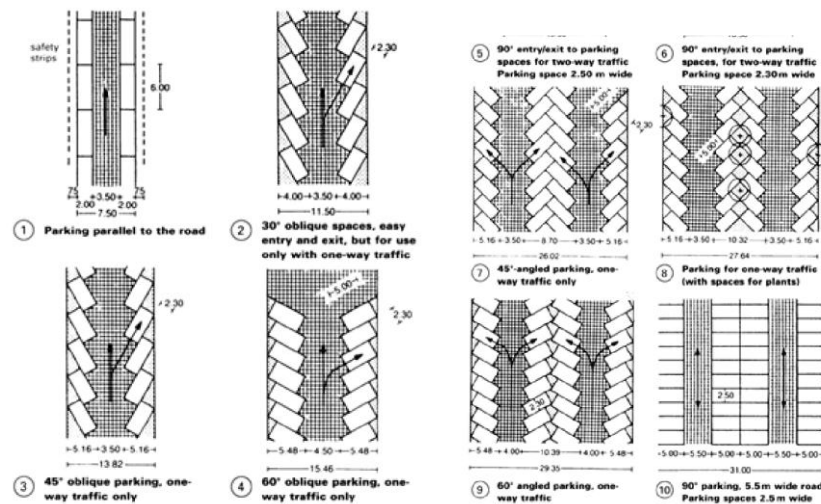 safety
strips
6.00
75
3.50
75
2.00
2.00
7.50
1 Parking parallel to the road
2.30
4.00 3.50 4.00
11.50
2 30° oblique spaces, easy
entry and exit, but for use
only with one-way traffic
2.30
5.16 3.50 5.16
13.82
3 45° oblique parking, one-
way traffic only
5.00
2.30
5.48 4.50 5.48
15.46
4 60° oblique parking, one-
way traffic only
5 90° entry/exit to parking
spaces for two-way traffic
Parking space 2.50 m wide
6 90° entry/exit to parking
spaces, for two-way traffic
Parking space 2.30 m wide
5.00
2.30
5.16 3.50 8.70 3.50 5.16
26.02
7 45°-angled parking, one-
way traffic only
5.00
5.16 3.50 10.32 3.50 5.16
27.64
8 Parking for one-way traffic
(with spaces for plants)
2.30
5.48 4.00 10.39 4.00 5.48
29.35
9 60° angled parking, one-
way traffic
2.50
5.00 5.50 5.00 5.00 5.50 5.00
31.00
10 90° parking, 5.5m wide road
Parking spaces 2.5 m wide